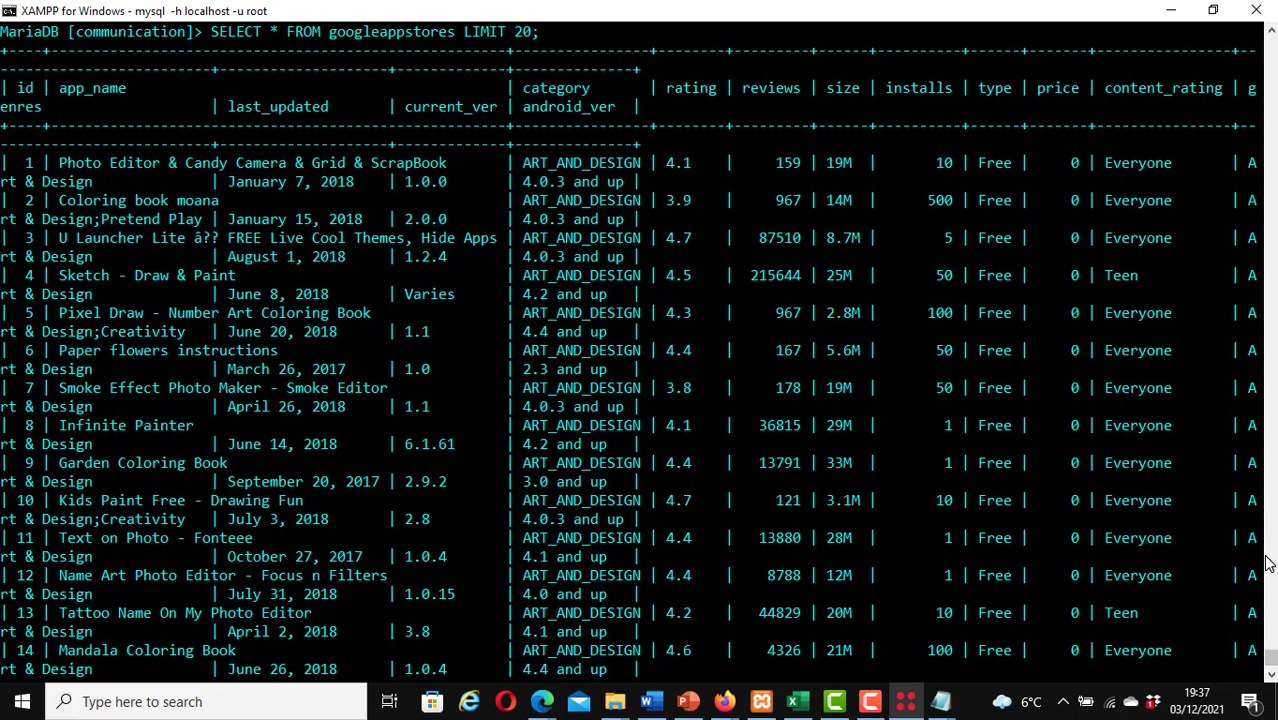 XAMPP for Windows - mysql -h localhost -u root
MariaDB [communication]> SELECT * FROM googleappstores LIMIT 20;
| id | app_name | category | rating | reviews | size | installs | type | price | content_rating | g
enres | last_updated | current_ver | android_ver |
| 1 | Photo Editor & Candy Camera & Grid & ScrapBook | ART_AND_DESIGN | 4.1 | 159 | 19M | 10 | Free | 0 | Everyone | A
rt & Design | January 7, 2018 | 1.0.0 | 4.0.3 and up |
| 2 | Coloring book moana | ART_AND_DESIGN | 3.9 | 967 | 14M | 500 | Free | 0 | Everyone | A
rt & Design;Pretend Play | January 15, 2018 | 2.0.0 | 4.0.3 and up |
| 3 | U Launcher Lite â?? FREE Live Cool Themes, Hide Apps | ART_AND_DESIGN | 4.7 | 87510 | 8.7M | 5 | Free | 0 | Everyone | A
rt & Design | August 1, 2018 | 1.2.4 | 4.0.3 and up |
| 4 | Sketch - Draw & Paint | ART_AND_DESIGN | 4.5 | 215644 | 25M | 50 | Free | 0 | Teen | A
rt & Design | June 8, 2018 | Varies | 4.2 and up |
| 5 | Pixel Draw - Number Art Coloring Book | ART_AND_DESIGN | 4.3 | 967 | 2.8M | 100 | Free | 0 | Everyone | A
rt & Design;Creativity | June 20, 2018 | 1.1 | 4.4 and up |
| 6 | Paper flowers instructions | ART_AND_DESIGN | 4.4 | 167 | 5.6M | 50 | Free | 0 | Everyone | A
rt & Design | March 26, 2017 | 1.0 | 2.3 and up |
| 7 | Smoke Effect Photo Maker - Smoke Editor | ART_AND_DESIGN | 3.8 | 178 | 19M | 50 | Free | 0 | Everyone | A
rt & Design | April 26, 2018 | 1.1 | 4.0.3 and up |
| 8 | Infinite Painter | ART_AND_DESIGN | 4.1 | 36815 | 29M | 1 | Free | 0 | Everyone | A
rt & Design | June 14, 2018 | 6.1.61 | 4.2 and up |
| 9 | Garden Coloring Book | ART_AND_DESIGN | 4.4 | 13791 | 33M | 1 | Free | 0 | Everyone | A
rt & Design | September 20, 2017 | 2.9.2 | 3.0 and up |
| 10 | Kids Paint Free - Drawing Fun | ART_AND_DESIGN | 4.7 | 121 | 3.1M | 10 | Free | 0 | Everyone | A
rt & Design;Creativity | July 3, 2018 | 2.8 | 4.0.3 and up |
| 11 | Text on Photo - Fonteee | ART_AND_DESIGN | 4.4 | 13880 | 28M | 1 | Free | 0 | Everyone | A
rt & Design | October 27, 2017 | 1.0.4 | 4.1 and up |
| 12 | Name Art Photo Editor - Focus n Filters | ART_AND_DESIGN | 4.4 | 8788 | 12M | 1 | Free | 0 | Everyone | A
rt & Design | July 31, 2018 | 1.0.15 | 4.0 and up |
| 13 | Tattoo Name On My Photo Editor | ART_AND_DESIGN | 4.2 | 44829 | 20M | 10 | Free | 0 | Teen | A
rt & Design | April 2, 2018 | 3.8 | 4.1 and up |
| 14 | Mandala Coloring Book | ART_AND_DESIGN | 4.6 | 4326 | 21M | 100 | Free | 0 | Everyone | A
rt & Design | June 26, 2018 | 1.0.4 | 4.4 and up |
Type here to search
6°C
19:37
03/12/2021
1